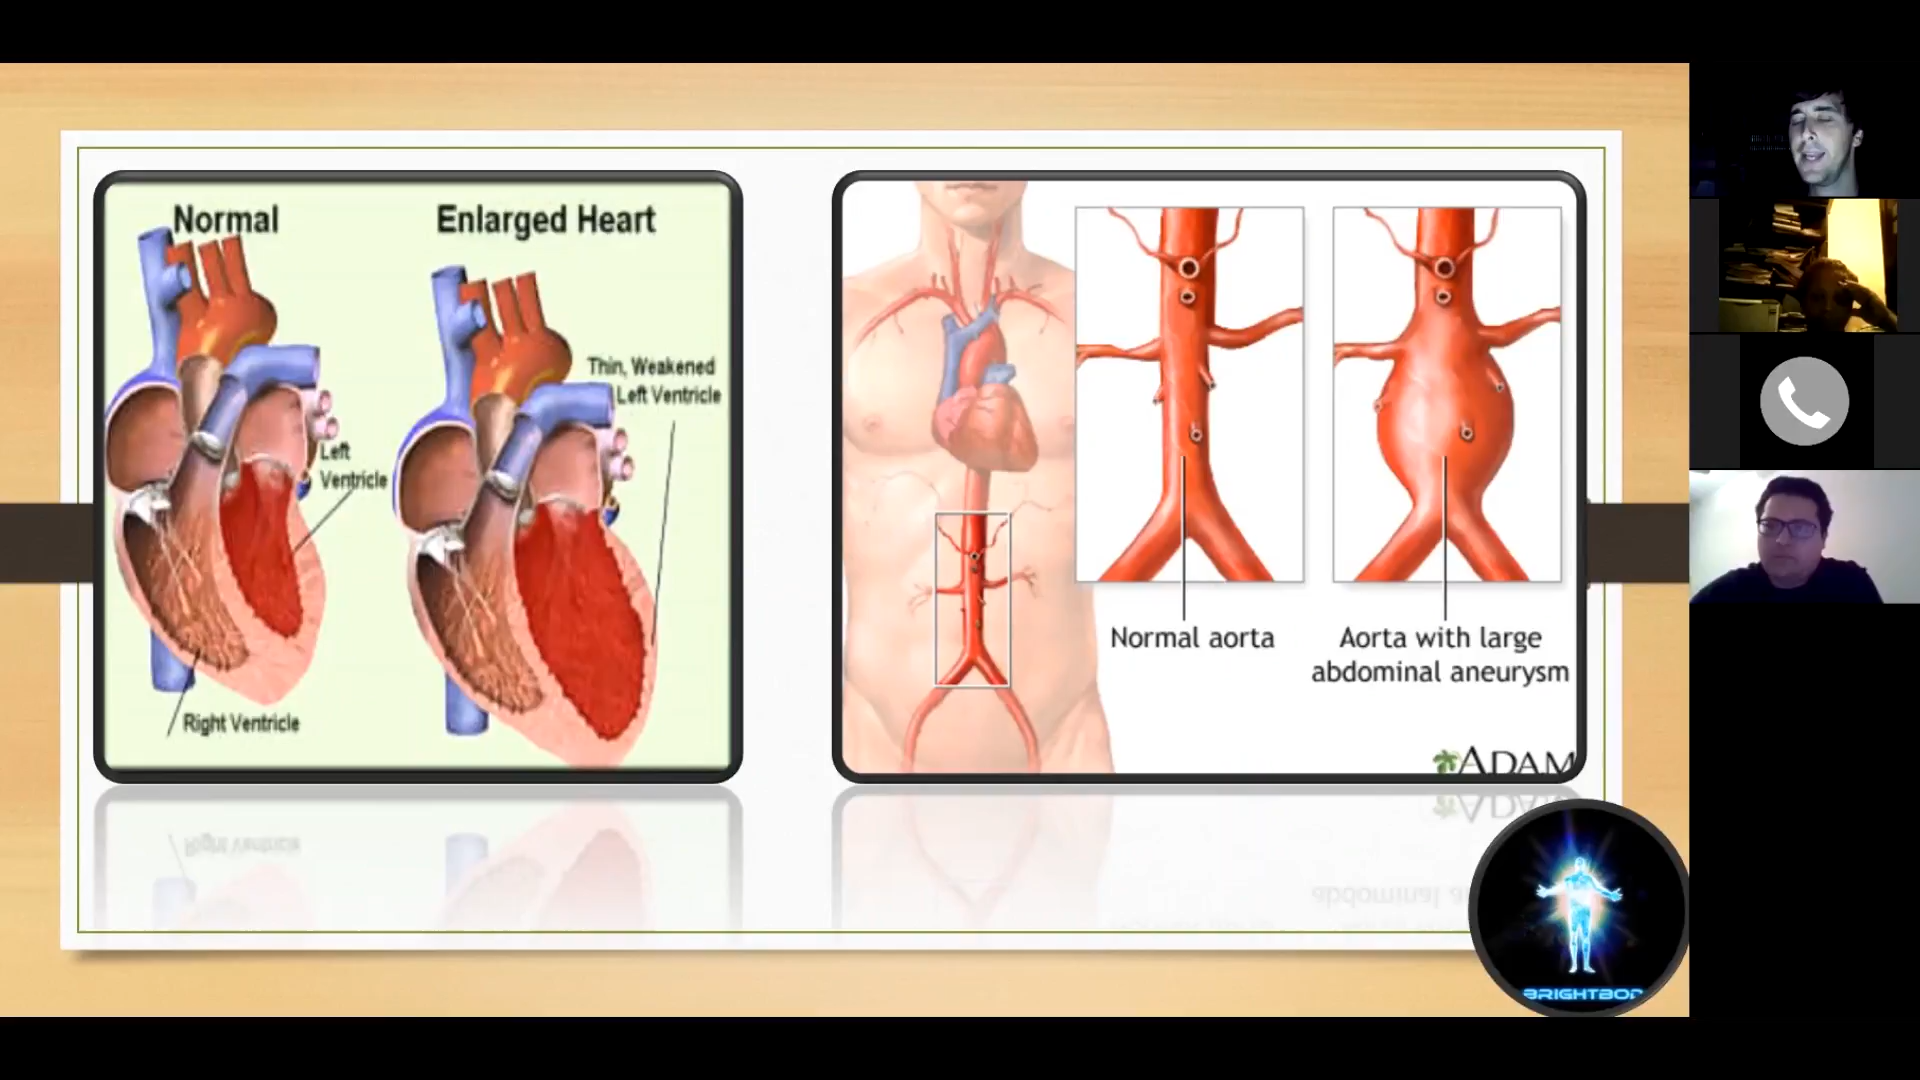 Normal
Enlarged Heart
Thin, Weakened
Left Ventricle
Left
Ventricle
Right Ventricle
Normal aorta
Aorta with large
abdominal aneurysm
ADAM
BRIGHTBOD